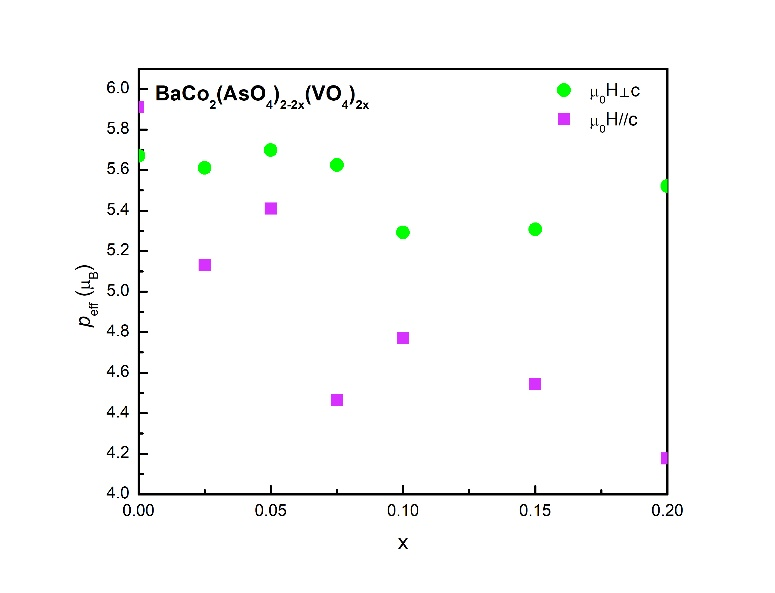 BaCo₂(AsO₄)₂₋₂ₓ(VO₄)₂ₓ
μ₀H⊥c
μ₀H//c
6.0
5.8
5.6
5.4
5.2
5.0
4.8
4.6
4.4
4.2
4.0
p_eff (μ_B)
0.00 0.05 0.10 0.15 0.20
x